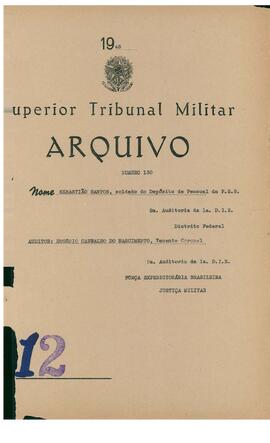 1945
uperior Tribunal Militar
ARQUIVO
NUMERO 130
Nome SEBASTIÃO SANTOS, soldado do Depósito de Pessoal da F.E.B.
2a. Auditoria da 1a. D.I.E.
Distrito Federal
AUDITOR: EUGÊNIO CARVALHO DO NASCIMENTO, Tenente Coronel
2a. Auditoria da 1a. D.I.E.
FORÇA EXPEDICIONÁRIA BRASILEIRA
JUSTIÇA MILITAR
12